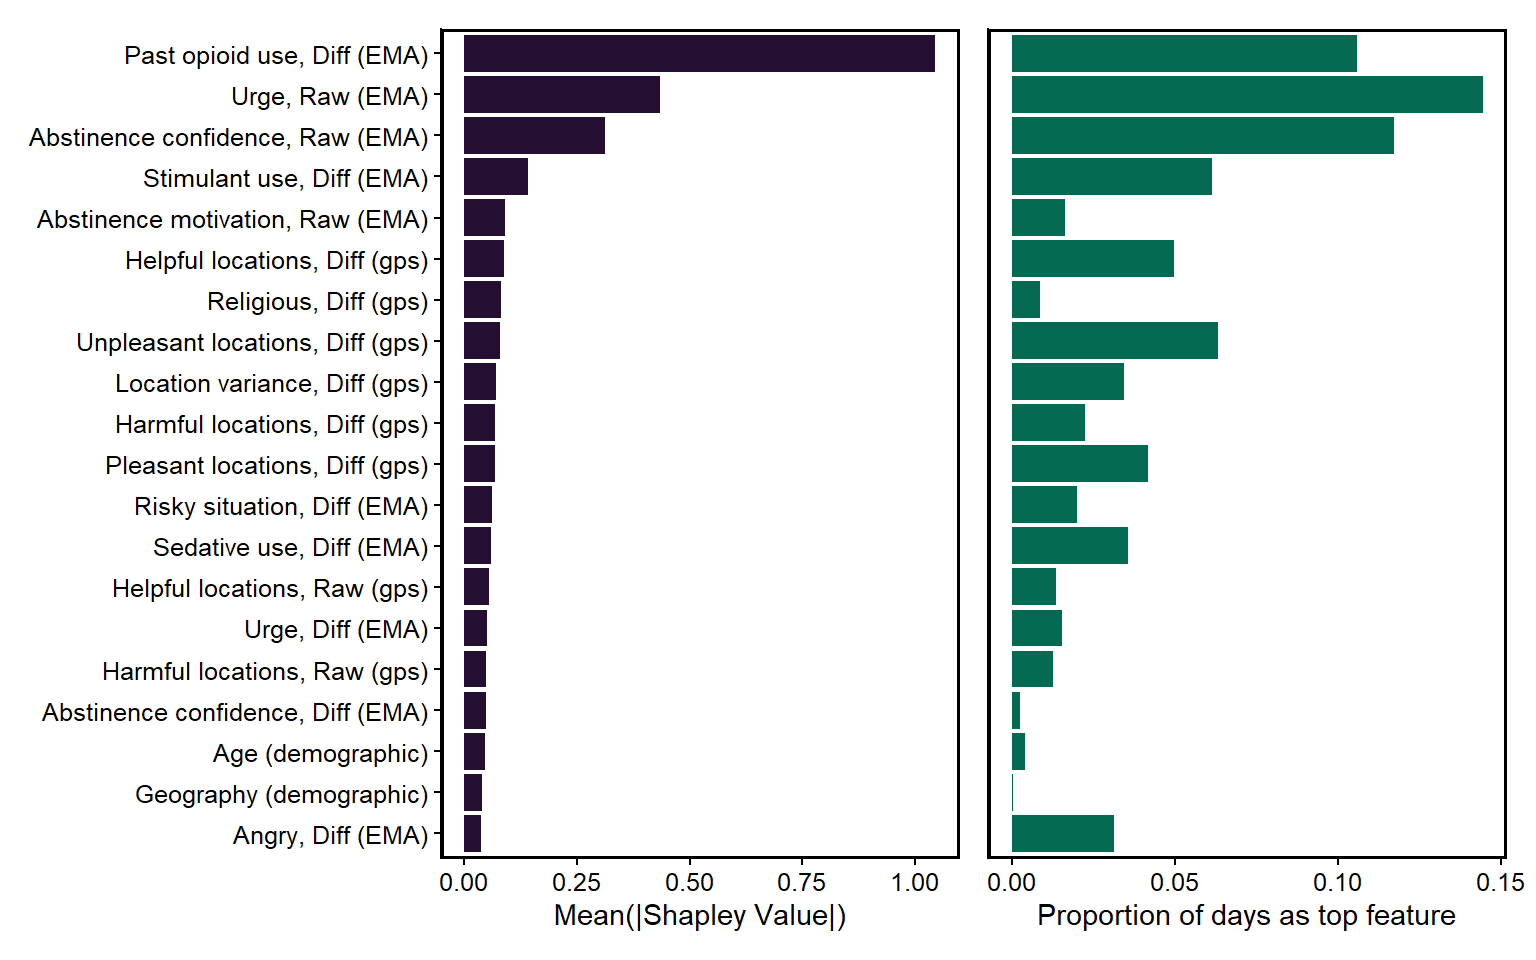 Past opioid use, Diff (EMA)
Urge, Raw (EMA)
Abstinence confidence, Raw (EMA)
Stimulant use, Diff (EMA)
Abstinence motivation, Raw (EMA)
Helpful locations, Diff (gps)
Religious, Diff (gps)
Unpleasant locations, Diff (gps)
Location variance, Diff (gps)
Harmful locations, Diff (gps)
Pleasant locations, Diff (gps)
Risky situation, Diff (EMA)
Sedative use, Diff (EMA)
Helpful locations, Raw (gps)
Urge, Diff (EMA)
Harmful locations, Raw (gps)
Abstinence confidence, Diff (EMA)
Age (demographic)
Geography (demographic)
Angry, Diff (EMA)
0.00 0.25 0.50 0.75 1.00
Mean(|Shapley Value|)
0.00 0.05 0.10 0.15
Proportion of days as top feature